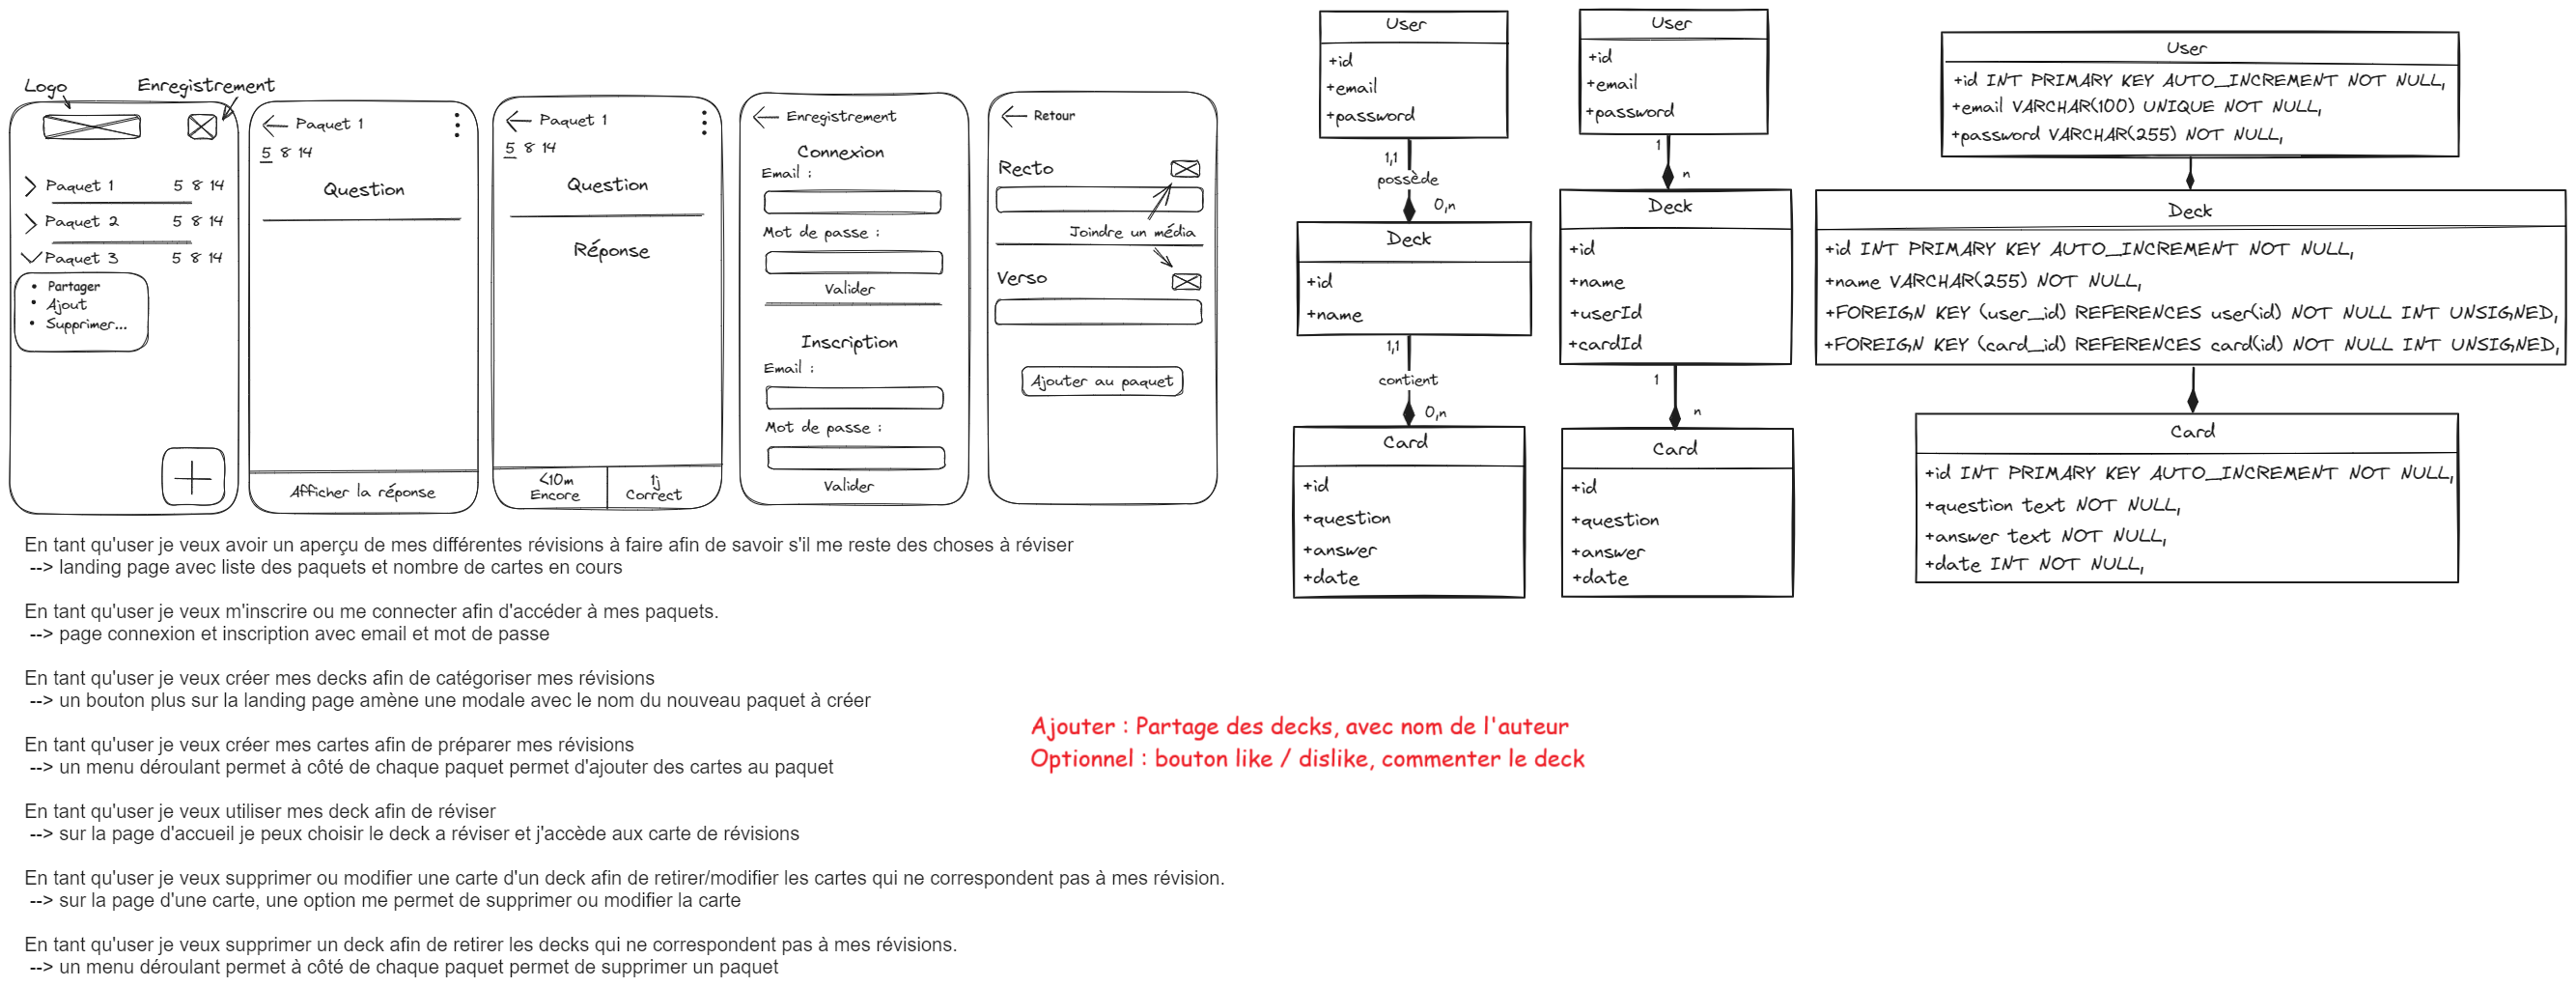 Logo
Enregistrement
Paquet 1 5 8 14
Paquet 2 5 8 14
Paquet 3 5 8 14
• Partager
• Ajout
• Supprimer...
Paquet 1
5 8 14
Question
Afficher la réponse
Paquet 1
5 8 14
Question
Réponse
<10m
Encore
1j
Correct
Enregistrement
Connexion
Email :
Mot de passe :
Valider
Inscription
Email :
Mot de passe :
Valider
Retour
Recto
Joindre un média
Verso
Ajouter au paquet
User
+id
+email
+password
1,1
possède
0,n
Deck
+id
+name
1,1
contient
0,n
Card
+id
+question
+answer
+date
User
+id
+email
+password
1
n
Deck
+id
+name
+userId
+cardId
1
n
Card
+id
+question
+answer
+date
User
+id INT PRIMARY KEY AUTO_INCREMENT NOT NULL,
+email VARCHAR(100) UNIQUE NOT NULL,
+password VARCHAR(255) NOT NULL,
Deck
+id INT PRIMARY KEY AUTO_INCREMENT NOT NULL,
+name VARCHAR(255) NOT NULL,
+FOREIGN KEY (user_id) REFERENCES user(id) NOT NULL INT UNSIGNED,
+FOREIGN KEY (card_id) REFERENCES card(id) NOT NULL INT UNSIGNED,
Card
+id INT PRIMARY KEY AUTO_INCREMENT NOT NULL,
+question text NOT NULL,
+answer text NOT NULL,
+date INT NOT NULL,
En tant qu'user je veux avoir un aperçu de mes différentes révisions à faire afin de savoir s'il me reste des choses à réviser
--> landing page avec liste des paquets et nombre de cartes en cours
En tant qu'user je veux m'inscrire ou me connecter afin d'accéder à mes paquets.
--> page connexion et inscription avec email et mot de passe
En tant qu'user je veux créer mes decks afin de catégoriser mes révisions
--> un bouton plus sur la landing page amène une modale avec le nom du nouveau paquet à créer
En tant qu'user je veux créer mes cartes afin de préparer mes révisions
--> un menu déroulant permet à côté de chaque paquet permet d'ajouter des cartes au paquet
En tant qu'user je veux utiliser mes deck afin de réviser
--> sur la page d'accueil je peux choisir le deck a réviser et j'accède aux carte de révisions
En tant qu'user je veux supprimer ou modifier une carte d'un deck afin de retirer/modifier les cartes qui ne correspondent pas à mes révision.
--> sur la page d'une carte, une option me permet de supprimer ou modifier la carte
En tant qu'user je veux supprimer un deck afin de retirer les decks qui ne correspondent pas à mes révisions.
--> un menu déroulant permet à côté de chaque paquet permet de supprimer un paquet
Ajouter : Partage des decks, avec nom de l'auteur
Optionnel : bouton like / dislike, commenter le deck